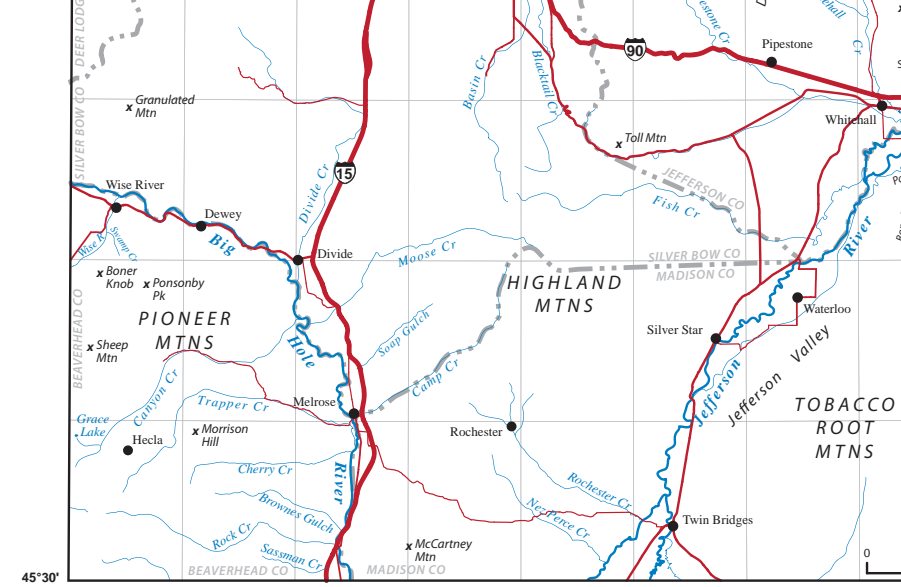 DEER LODG
SILVER BOW CO
estone Cr
ehall
Cr
90
Pipestone
Basin Cr
Blacktail Cr
Granulated
Mtn
Whitehall
Toll Mtn
15
Divide Cr
JEFFERSON CO
Wise River
Fish Cr
Dewey
Big
River
Wise R
Swamp Cr
Divide
Moose Cr
SILVER BOW CO
MADISON CO
Boner
Knob
Ponsonby
Pk
HIGHLAND
MTNS
BEAVERHEAD CO
PIONEER
MTNS
Waterloo
Silver Star
Soap Gulch
Hole
Sheep
Mtn
Jefferson
Jefferson Valley
Camp Cr
Canyon Cr
Trapper Cr
Melrose
TOBACCO
ROOT
MTNS
Grace
Lake
Morrison
Hill
Rochester
Hecla
Cherry Cr
River
Rochester Cr
Brownes Gulch
Nez Perce Cr
Twin Bridges
Rock Cr
Sassman Cr
McCartney
Mtn
0
BEAVERHEAD CO
MADISON CO
45°30'